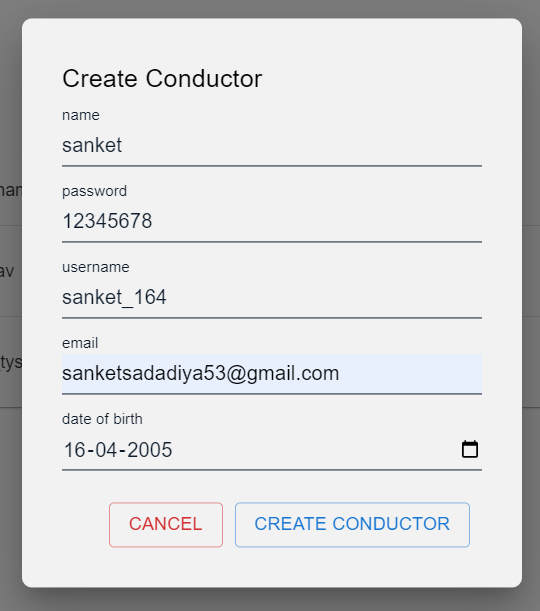 Create Conductor
name
sanket
password
12345678
username
sanket_164
email
sanketsadadiya53@gmail.com
date of birth
16-04-2005
CANCEL
CREATE CONDUCTOR